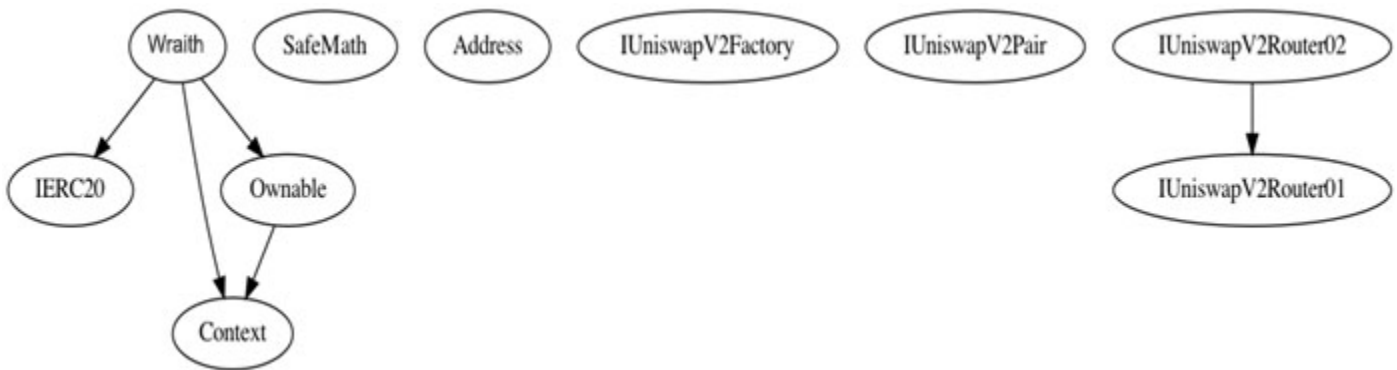 Wraith
SafeMath
Address
IUniswapV2Factory
IUniswapV2Pair
IUniswapV2Router02
IERC20
Ownable
IUniswapV2Router01
Context